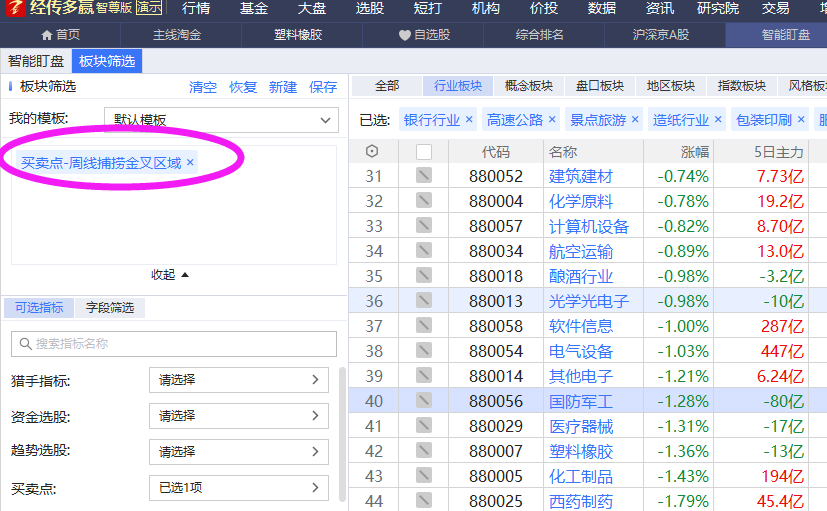 经传多赢 智尊版 演示 行情 基金 大盘 选股 短打 机构 价投 数据 资讯 研究院 交易
首页 主线淘金 塑料橡胶 自选股 综合排名 沪深京A股 智能盯盘
智能盯盘 板块筛选
板块筛选 清空 恢复 新建 保存
我的模板: 默认模板
买卖点-周线捕捞金叉区域 ×
收起
可选指标 字段筛选
搜索指标名称
猎手指标: 请选择
资金选股: 请选择
趋势选股: 请选择
买卖点: 已选1项
全部 行业板块 概念板块 盘口板块 地区板块 指数板块 风格板
已选: 银行行业 × 高速公路 × 景点旅游 × 造纸行业 × 包装印刷 ×
代码 名称 涨幅 5日主力
31 880052 建筑建材 -0.74% 7.73亿
32 880004 化学原料 -0.78% 19.2亿
33 880057 计算机设备 -0.82% 8.70亿
34 880034 航空运输 -0.89% 13.0亿
35 880018 酿酒行业 -0.98% -3.2亿
36 880013 光学光电子 -0.98% -10亿
37 880058 软件信息 -1.00% 287亿
38 880054 电气设备 -1.03% 447亿
39 880014 其他电子 -1.21% 6.24亿
40 880056 国防军工 -1.28% -80亿
41 880029 医疗器械 -1.31% -17亿
42 880007 塑料橡胶 -1.36% -13亿
43 880005 化工制品 -1.43% 194亿
44 880025 西药制药 -1.79% 45.4亿